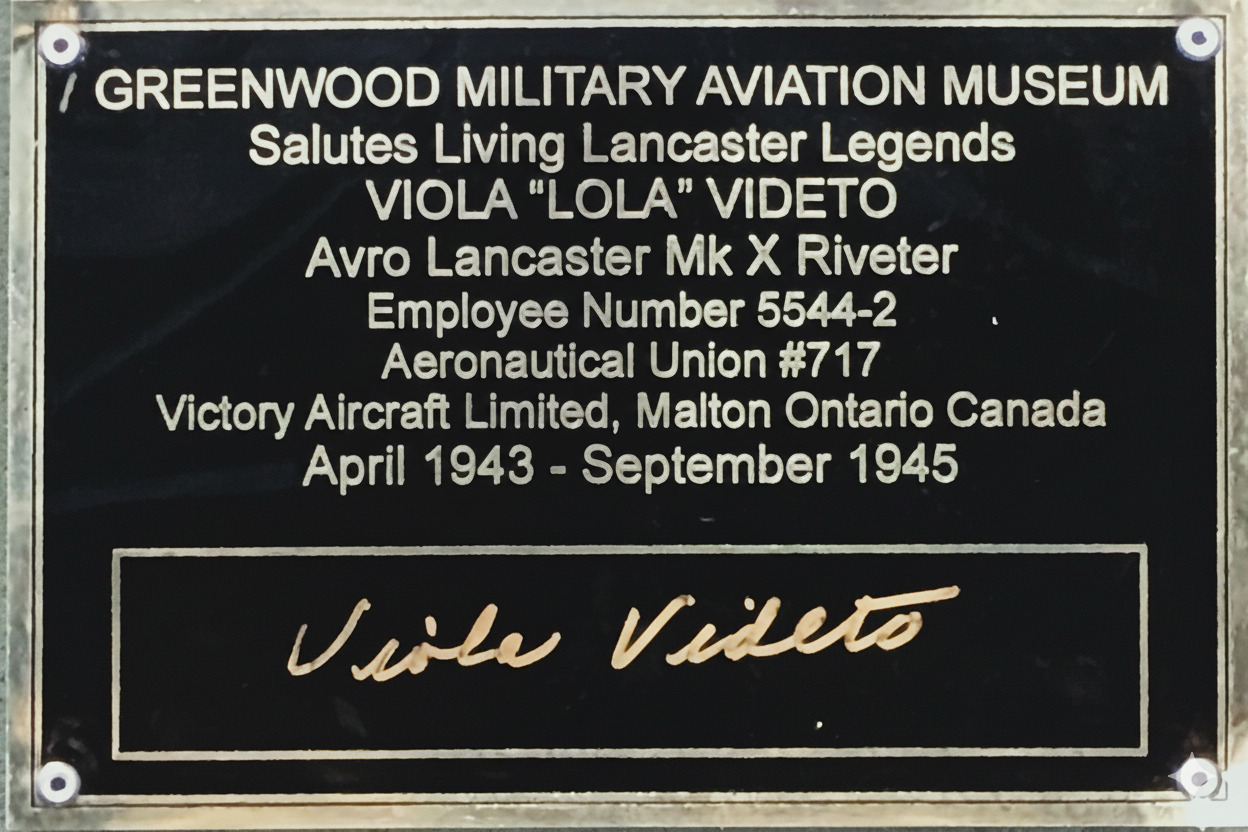 GREENWOOD MILITARY AVIATION MUSEUM
Salutes Living Lancaster Legends
VIOLA "LOLA" VIDETO
Avro Lancaster Mk X Riveter
Employee Number 5544-2
Aeronautical Union #717
Victory Aircraft Limited, Malton Ontario Canada
April 1943 - September 1945
Viola Videto